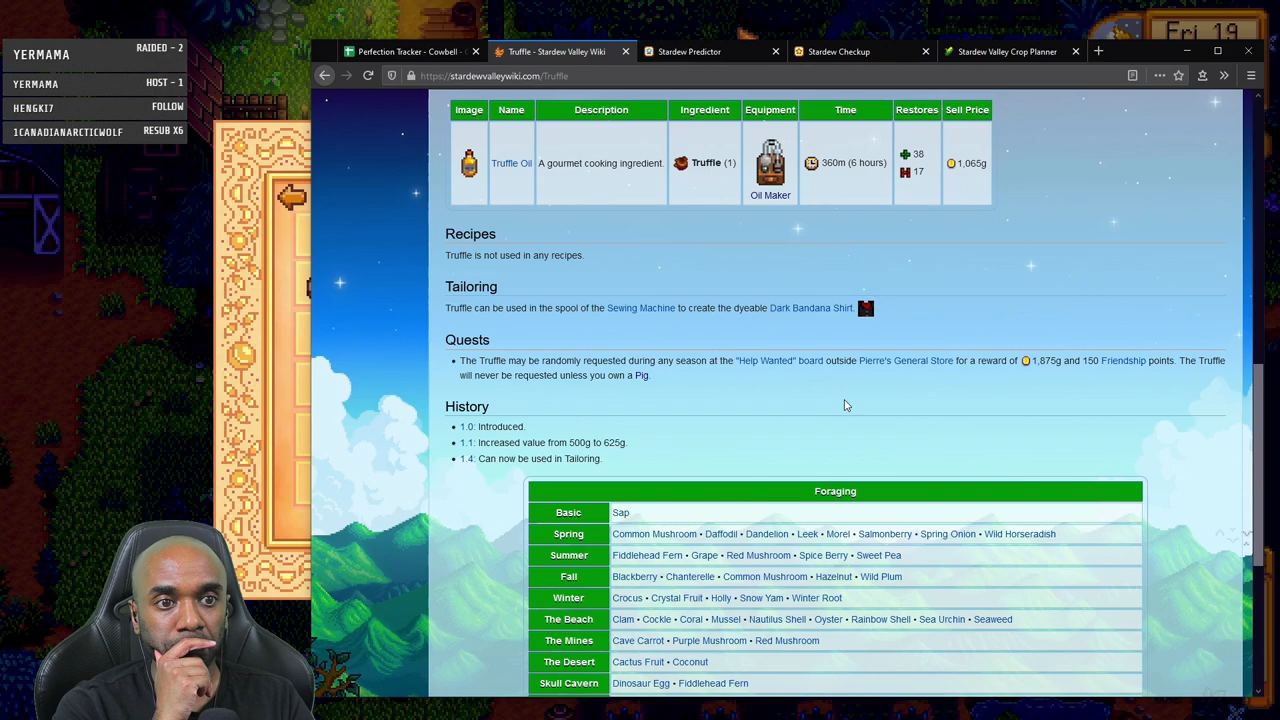 YERMAMA RAIDED - 2
YERMAMA HOST - 1
HENGKI7 FOLLOW
1CANADIANARCTICWOLF RESUB X6
Fri 19
Perfection Tracker - Cowbell -
Truffle - Stardew Valley Wiki
Stardew Predictor
Stardew Checkup
Stardew Valley Crop Planner
https://stardewvalleywiki.com/Truffle
Image Name Description Ingredient Equipment Time Restores Sell Price
Truffle Oil A gourmet cooking ingredient. Truffle (1) Oil Maker 360m (6 hours) 38 17 1,065g
Recipes
Truffle is not used in any recipes.
Tailoring
Truffle can be used in the spool of the Sewing Machine to create the dyeable Dark Bandana Shirt.
Quests
• The Truffle may be randomly requested during any season at the "Help Wanted" board outside Pierre's General Store for a reward of 1,875g and 150 Friendship points. The Truffle
will never be requested unless you own a Pig.
History
• 1.0: Introduced.
• 1.1: Increased value from 500g to 625g.
• 1.4: Can now be used in Tailoring.
Foraging
Basic Sap
Spring Common Mushroom • Daffodil • Dandelion • Leek • Morel • Salmonberry • Spring Onion • Wild Horseradish
Summer Fiddlehead Fern • Grape • Red Mushroom • Spice Berry • Sweet Pea
Fall Blackberry • Chanterelle • Common Mushroom • Hazelnut • Wild Plum
Winter Crocus • Crystal Fruit • Holly • Snow Yam • Winter Root
The Beach Clam • Cockle • Coral • Mussel • Nautilus Shell • Oyster • Rainbow Shell • Sea Urchin • Seaweed
The Mines Cave Carrot • Purple Mushroom • Red Mushroom
The Desert Cactus Fruit • Coconut
Skull Cavern Dinosaur Egg • Fiddlehead Fern